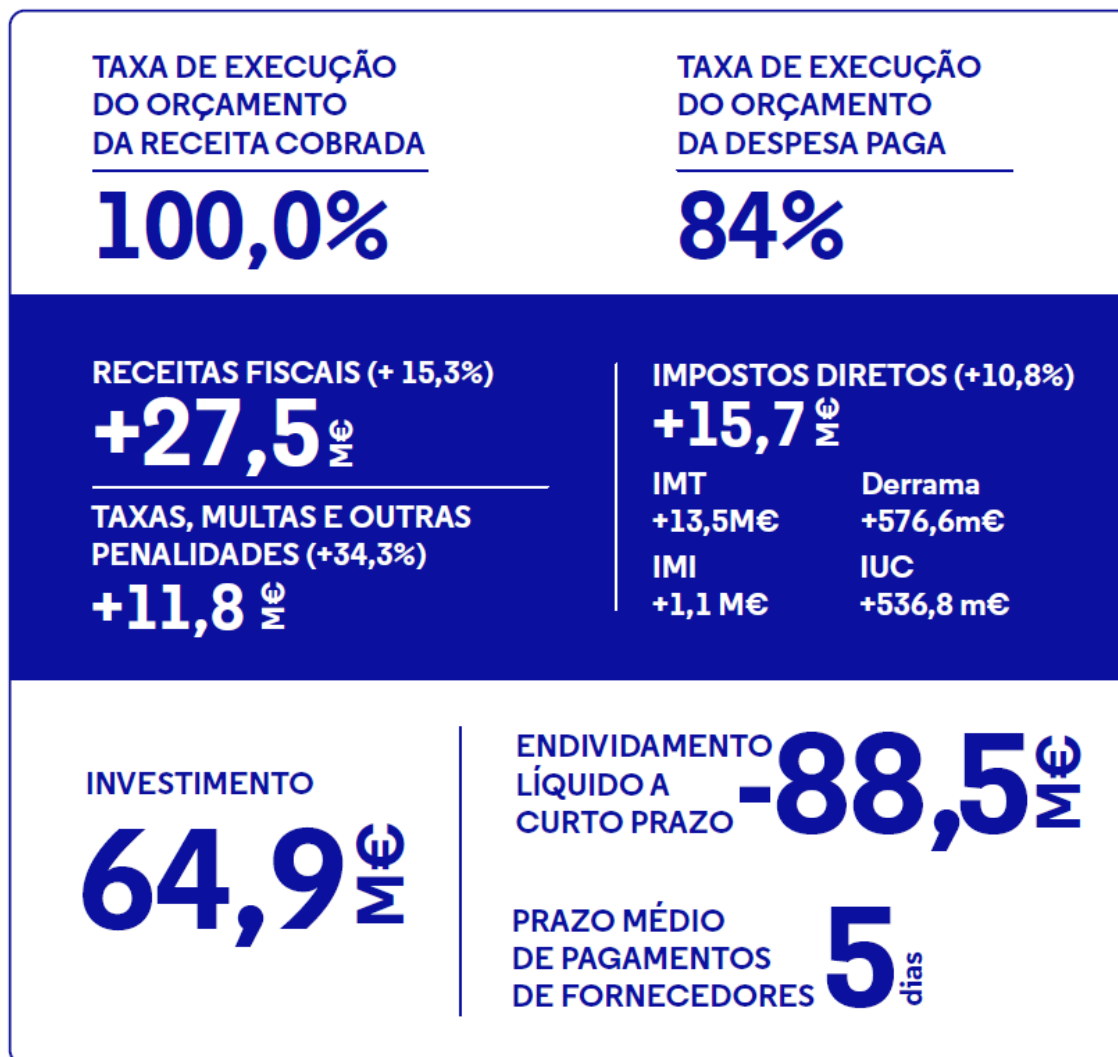 TAXA DE EXECUÇÃO
DO ORÇAMENTO
DA RECEITA COBRADA
100,0%
TAXA DE EXECUÇÃO
DO ORÇAMENTO
DA DESPESA PAGA
84%
RECEITAS FISCAIS (+ 15,3%)
+27,5 M€
TAXAS, MULTAS E OUTRAS
PENALIDADES (+34,3%)
+11,8 M€
IMPOSTOS DIRETOS (+10,8%)
+15,7 M€
IMT
+13,5M€
Derrama
+576,6m€
IMI
+1,1 M€
IUC
+536,8 m€
INVESTIMENTO
64,9 M€
ENDIVIDAMENTO
LÍQUIDO A
CURTO PRAZO
-88,5 M€
PRAZO MÉDIO
DE PAGAMENTOS
DE FORNECEDORES
5 dias